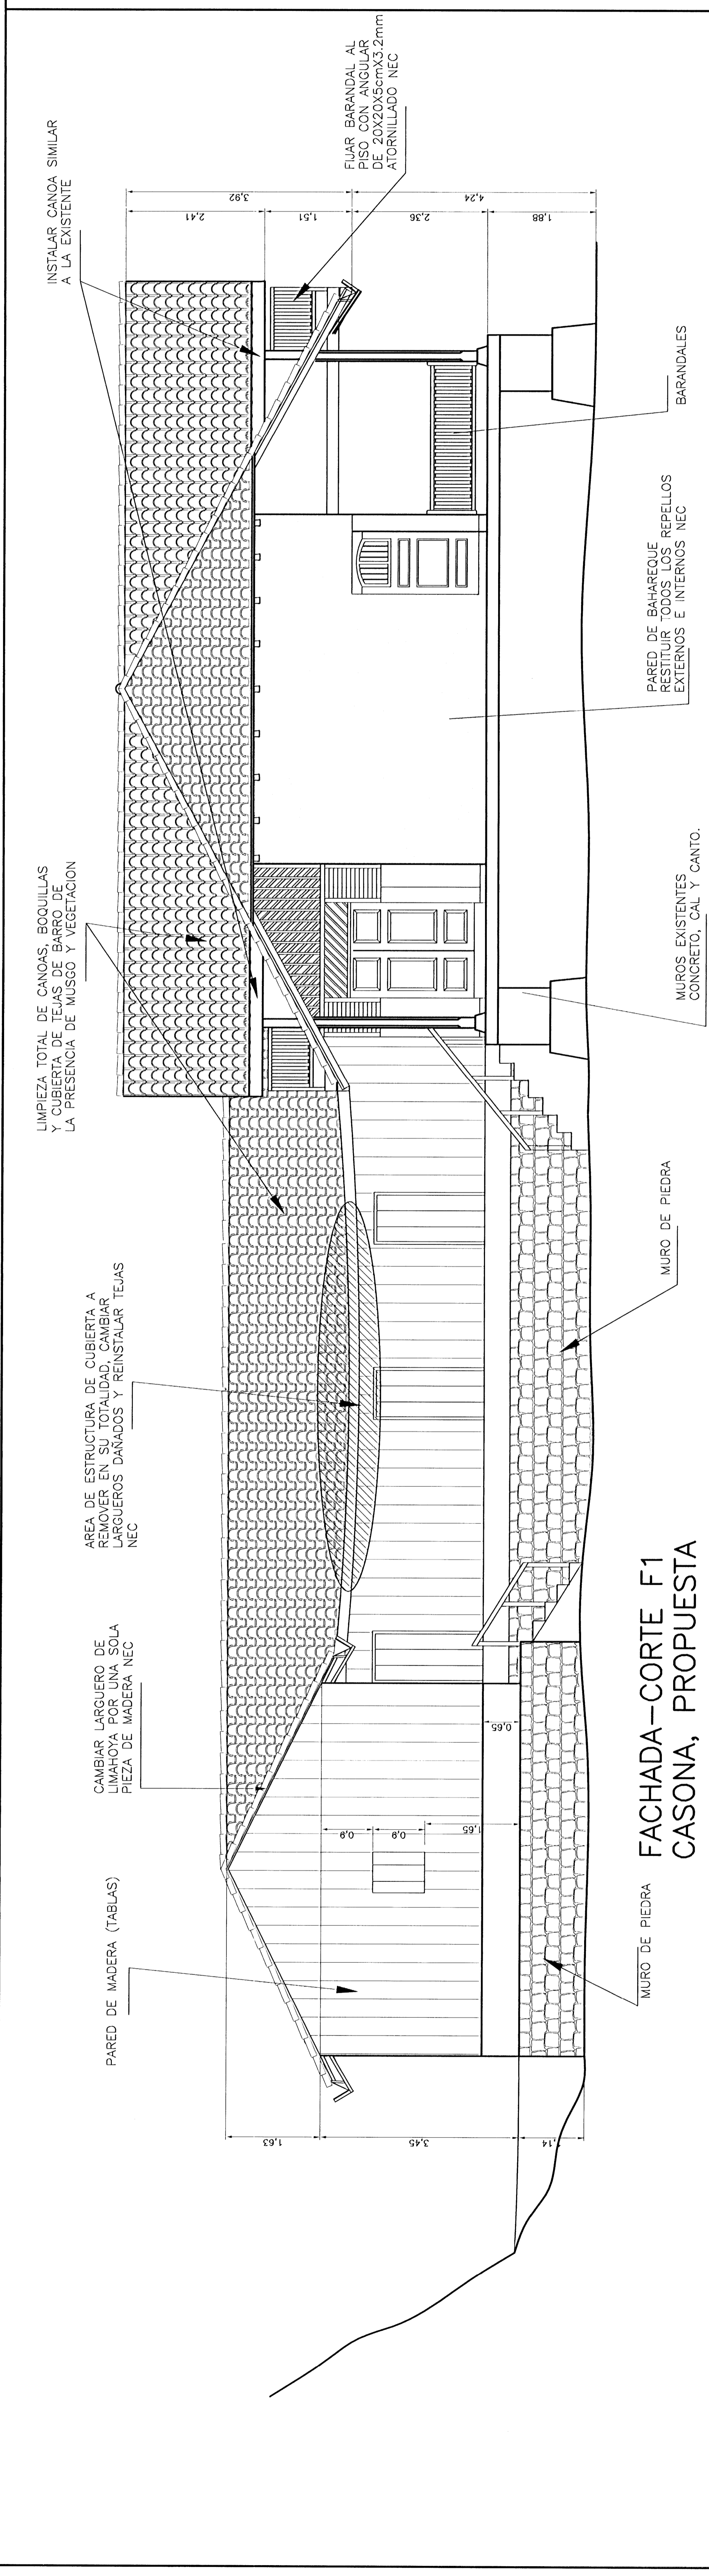 PARED DE MADERA (TABLAS)
CAMBIAR LARGUERO DE
LIMAHOYA POR UNA SOLA
PIEZA DE MADERA NEC
AREA DE ESTRUCTURA DE CUBIERTA A
REMOVER EN SU TOTALIDAD, CAMBIAR
LARGUEROS DAÑADOS Y REINSTALAR TEJAS
NEC
LIMPIEZA TOTAL DE CANOAS, BOQUILLAS
Y CUBIERTA DE TEJAS DE BARRO DE
LA PRESENCIA DE MUSGO Y VEGETACION
INSTALAR CANOA SIMILAR
A LA EXISTENTE
FIJAR BARANDAL AL
PISO CON ANGULAR
DE 20X20X5cmX3.2mm
ATORNILLADO NEC
1,63
3,45
1,14
0,9
0,9
1,65
0,65
2,41
1,51
2,36
1,88
3,92
4,24
MURO DE PIEDRA
MURO DE PIEDRA
MUROS EXISTENTES
CONCRETO, CAL Y CANTO.
PARED DE BAHAREQUE
RESTITUIR TODOS LOS REPELLOS
EXTERNOS E INTERNOS NEC
BARANDALES
FACHADA-CORTE F1
CASONA, PROPUESTA